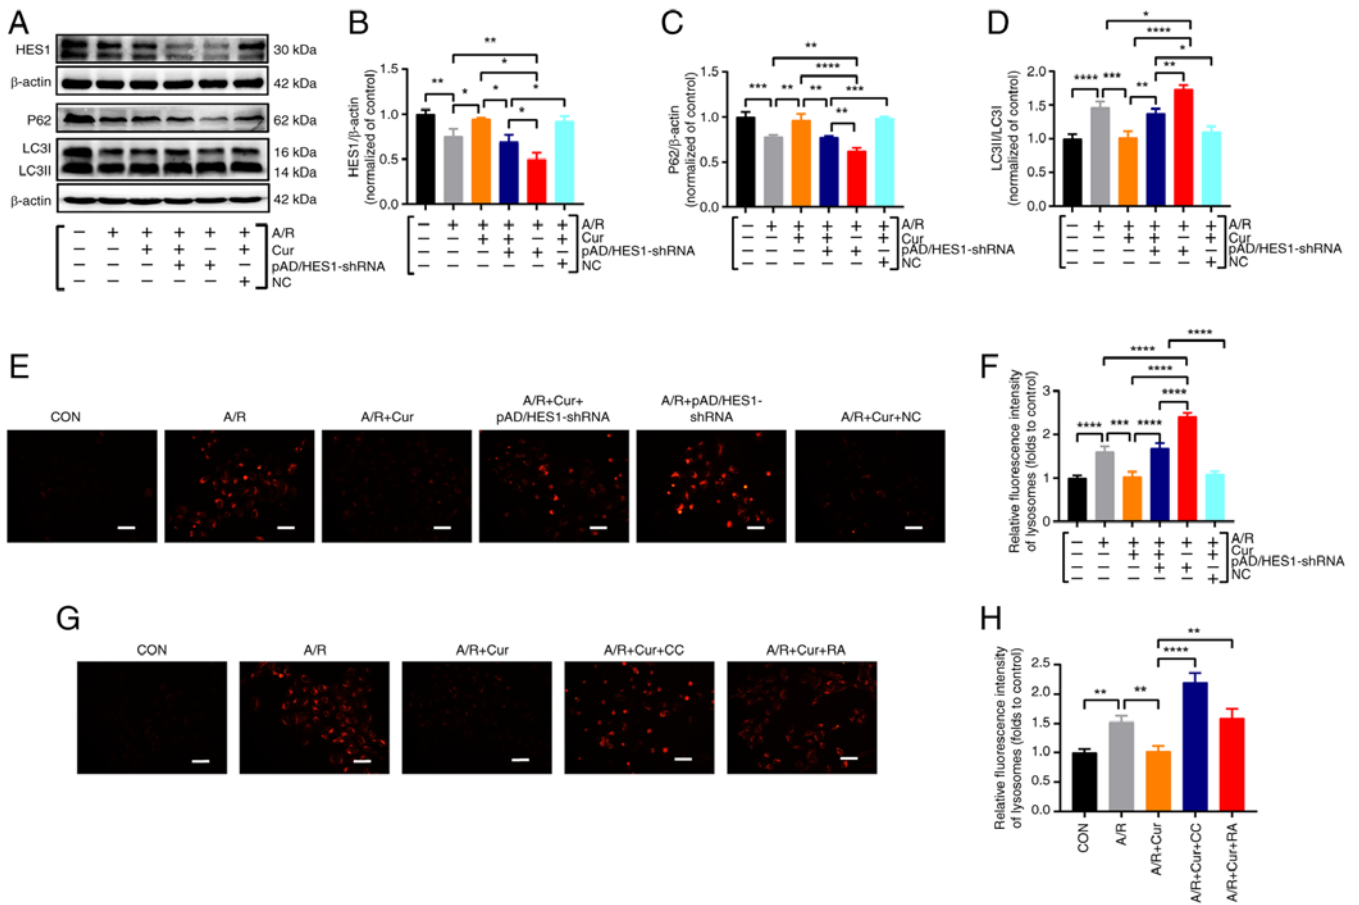 A
HES1 30 kDa
β-actin 42 kDa
P62 62 kDa
LC3I 16 kDa
LC3II 14 kDa
β-actin 42 kDa
− + + + + + A/R
− − + + − + Cur
− − − + + − pAD/HES1-shRNA
− − − − − + NC
B
HES1/β-actin
(normalized of control)
1.5
1.0
0.5
0.0
**
*
** * * *
*
− + + + + + A/R
− − + + − + Cur
− − − + + − pAD/HES1-shRNA
− − − − − + NC
C
P62/β-actin
(normalized of control)
1.5
1.0
0.5
0.0
**
****
*** ** ** ***
**
− + + + + + A/R
− − + + − + Cur
− − − + + − pAD/HES1-shRNA
− − − − − + NC
D
LC3II/LC3I
(normalized of control)
2.0
1.5
1.0
0.5
0.0
*
****
*
**
**** *** **
− + + + + + A/R
− − + + − + Cur
− − − + + − pAD/HES1-shRNA
− − − − − + NC
E
CON
A/R
A/R+Cur
A/R+Cur+
pAD/HES1-shRNA
A/R+pAD/HES1-
shRNA
A/R+Cur+NC
F
Relative fluorescence intensity
of lysosomes (folds to control)
3
2
1
0
****
****
****
****
**** *** ****
− + + + + + A/R
− − + + − + Cur
− − − + + − pAD/HES1-shRNA
− − − − − + NC
G
CON
A/R
A/R+Cur
A/R+Cur+CC
A/R+Cur+RA
H
Relative fluorescence intensity
of lysosomes (folds to control)
2.5
2.0
1.5
1.0
0.5
0.0
**
****
** **
CON
A/R
A/R+Cur
A/R+Cur+CC
A/R+Cur+RA